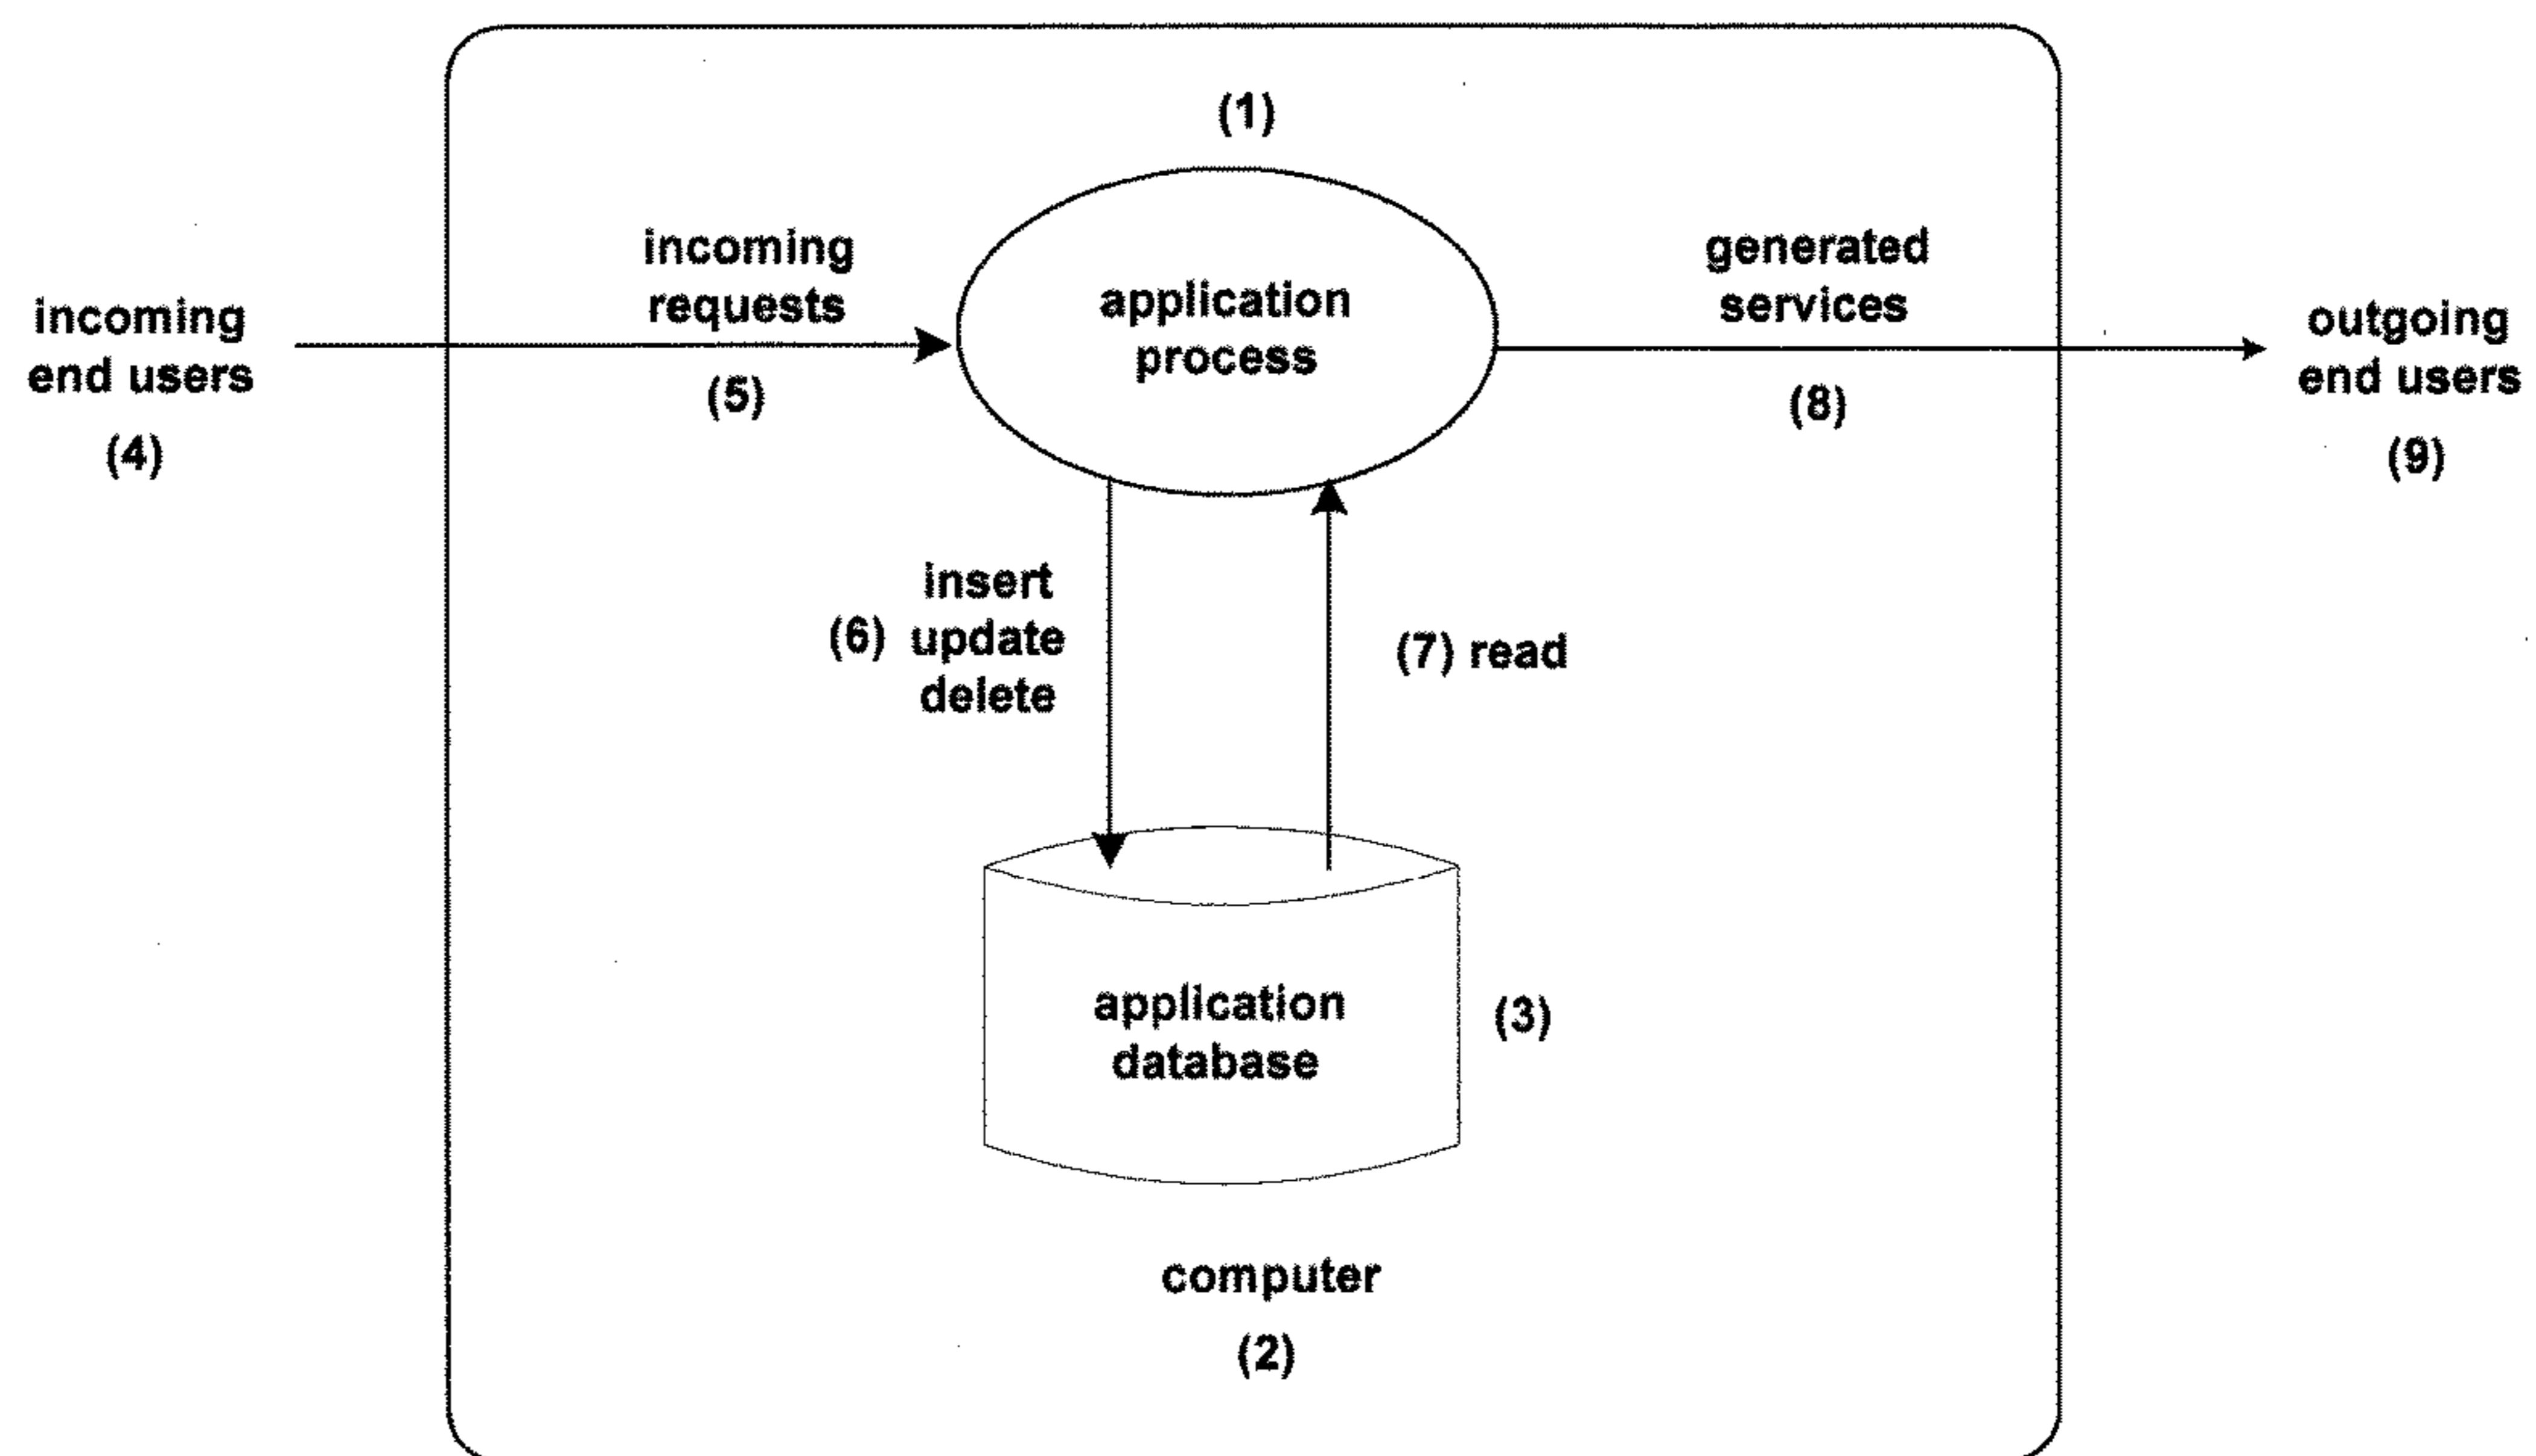 (1)
incoming
requests
(5)
incoming
end users
(4)
application
process
generated
services
(8)
outgoing
end users
(9)
insert
(6) update
delete
(7) read
application
database
(3)
computer
(2)